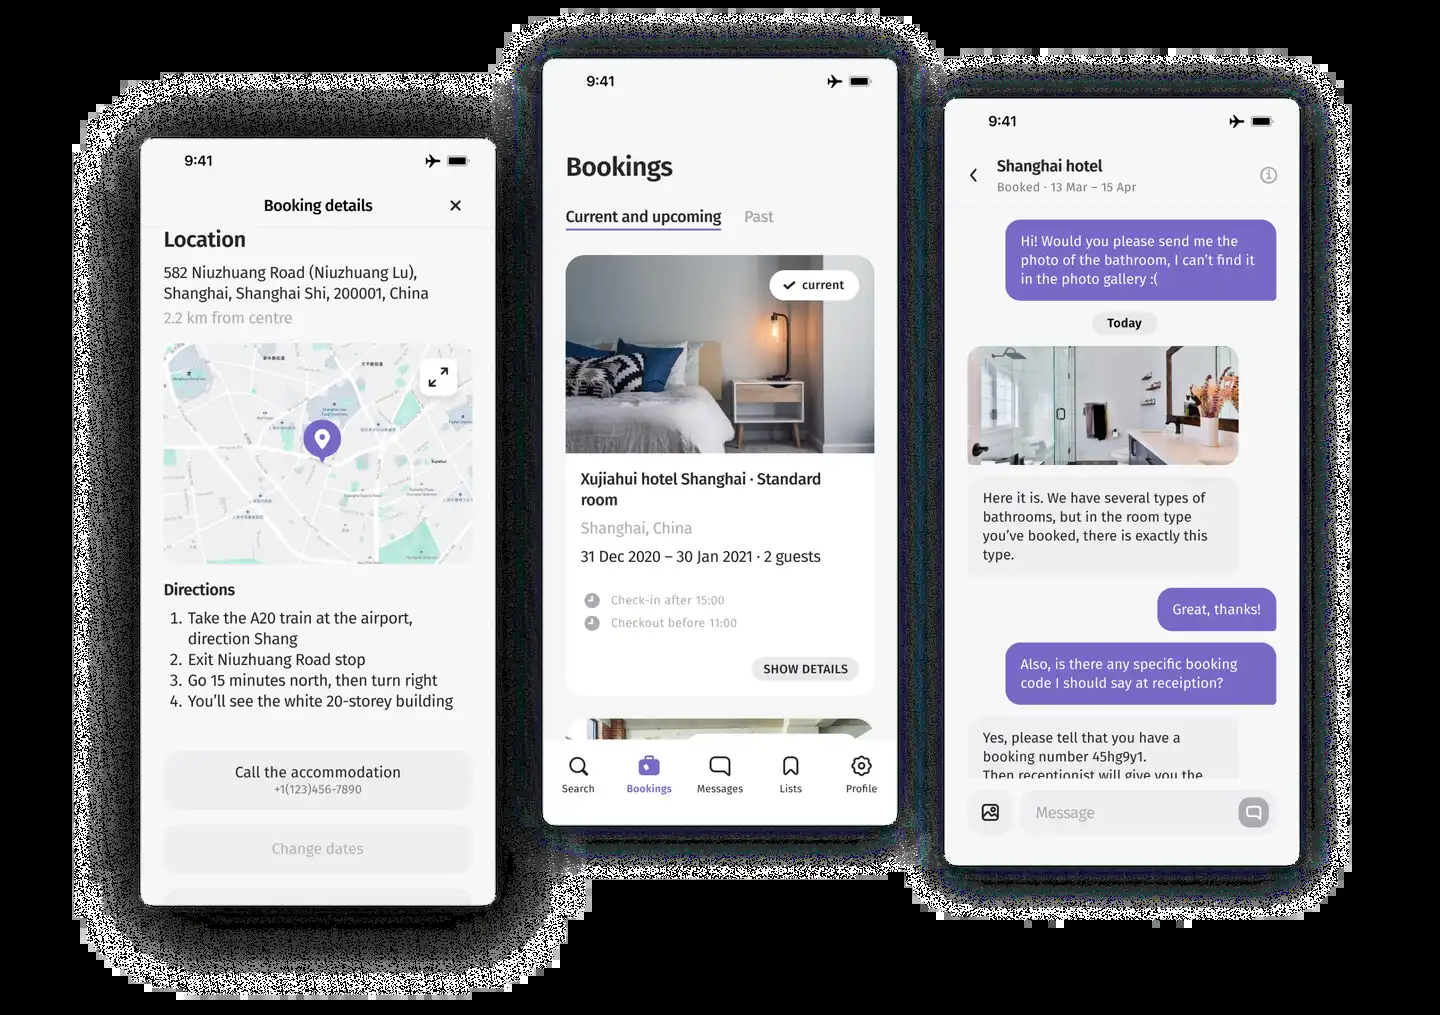 9:41
Booking details
Location
582 Niuzhuang Road (Niuzhuang Lu),
Shanghai, Shanghai Shi, 200001, China
2.2 km from centre
Directions
1. Take the A20 train at the airport,
direction Shang
2. Exit Niuzhuang Road stop
3. Go 15 minutes north, then turn right
4. You’ll see the white 20-storey building
Call the accommodation
+1(123)456-7890
Change dates
9:41
Bookings
Current and upcoming Past
current
Xujiahui hotel Shanghai · Standard
room
Shanghai, China
31 Dec 2020 – 30 Jan 2021 · 2 guests
Check-in after 15:00
Checkout before 11:00
SHOW DETAILS
Search Bookings Messages Lists Profile
9:41
Shanghai hotel
Booked · 13 Mar – 15 Apr
Hi! Would you please send me the
photo of the bathroom, I can’t find it
in the photo gallery :(
Today
Here it is. We have several types of
bathrooms, but in the room type
you’ve booked, there is exactly this
type.
Great, thanks!
Also, is there any specific booking
code I should say at receiption?
Yes, please tell that you have a
booking number 45hg9y1.
Then receptionist will give you the
Message